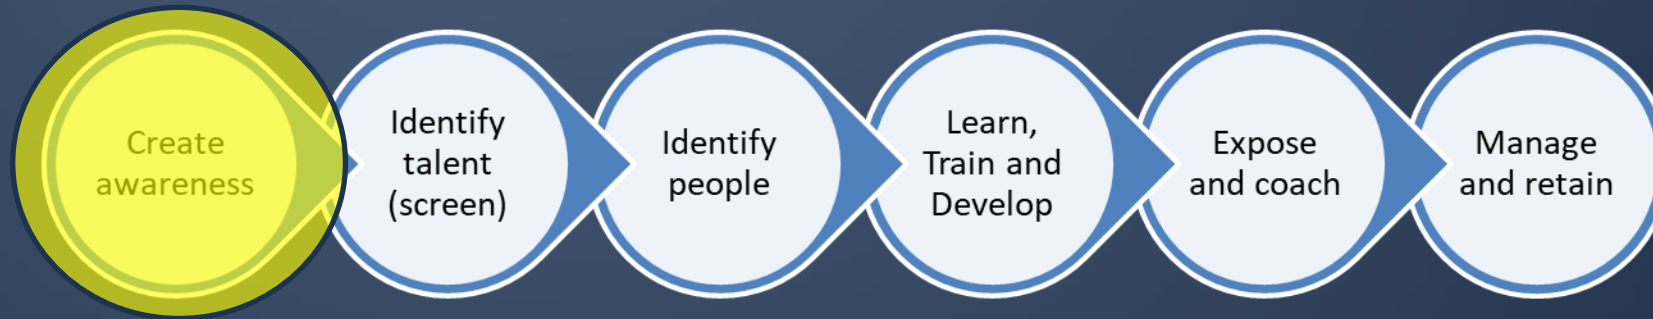 Create
awareness
Identify
talent
(screen)
Identify
people
Learn,
Train and
Develop
Expose
and coach
Manage
and retain